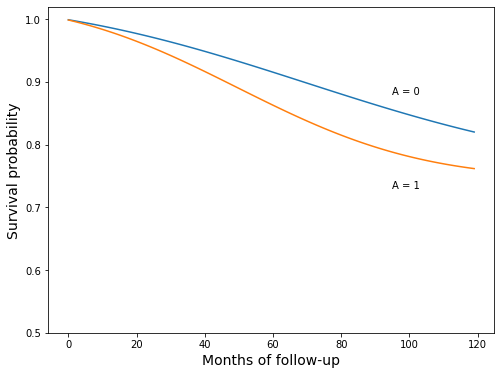 1.0
0.9
A = 0
0.8
A = 1
0.7
0.6
0.5
Survival probability
0 20 40 60 80 100 120
Months of follow-up